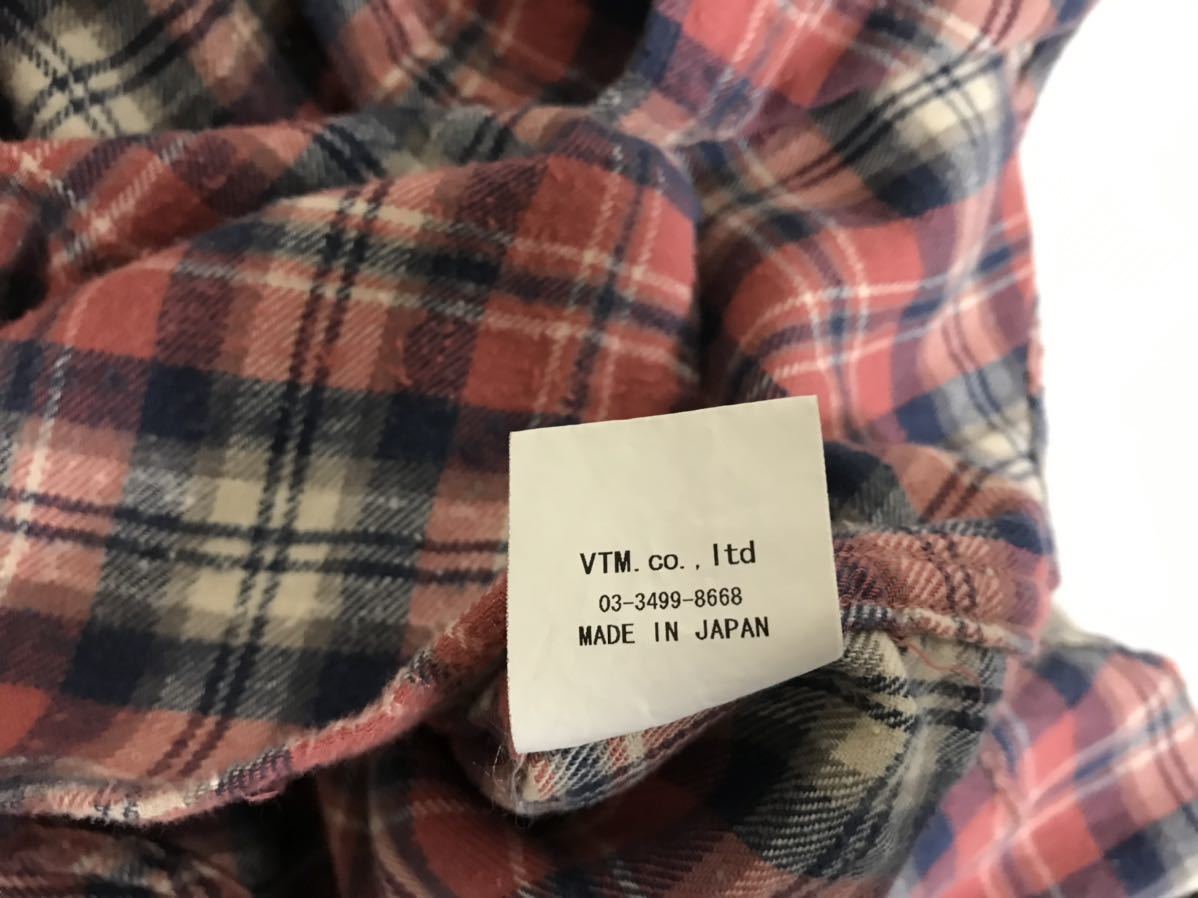 VTM.co.,ltd
03-3499-8668
MADE IN JAPAN